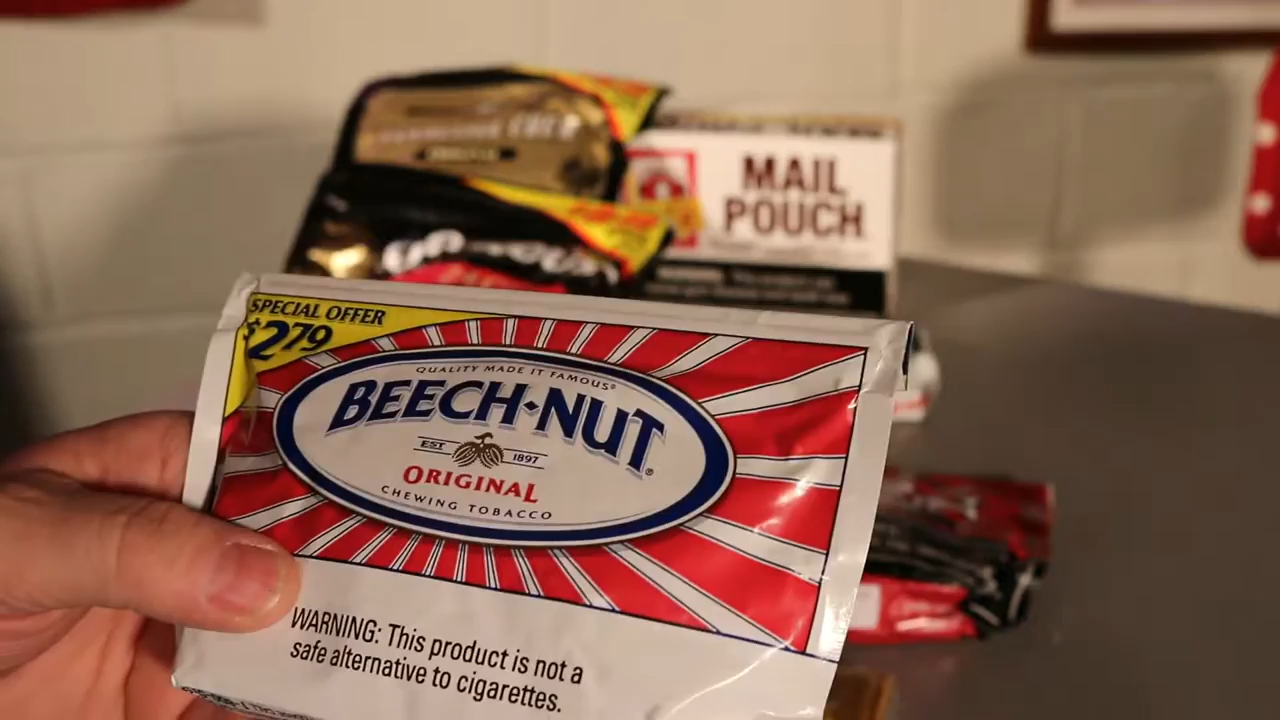 MAIL
POUCH
SPECIAL OFFER
$2.79
QUALITY MADE IT FAMOUS®
BEECH-NUT®
EST 1897
ORIGINAL
CHEWING TOBACCO
WARNING: This product is not a
safe alternative to cigarettes.